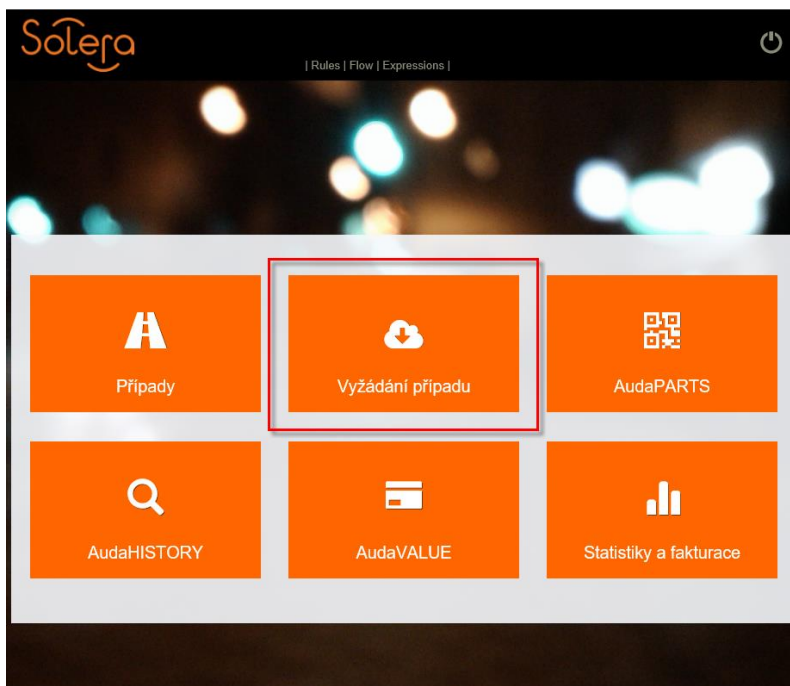 Solera
| Rules | Flow | Expressions |
Případy
Vyžádání případu
AudaPARTS
AudaHISTORY
AudaVALUE
Statistiky a fakturace